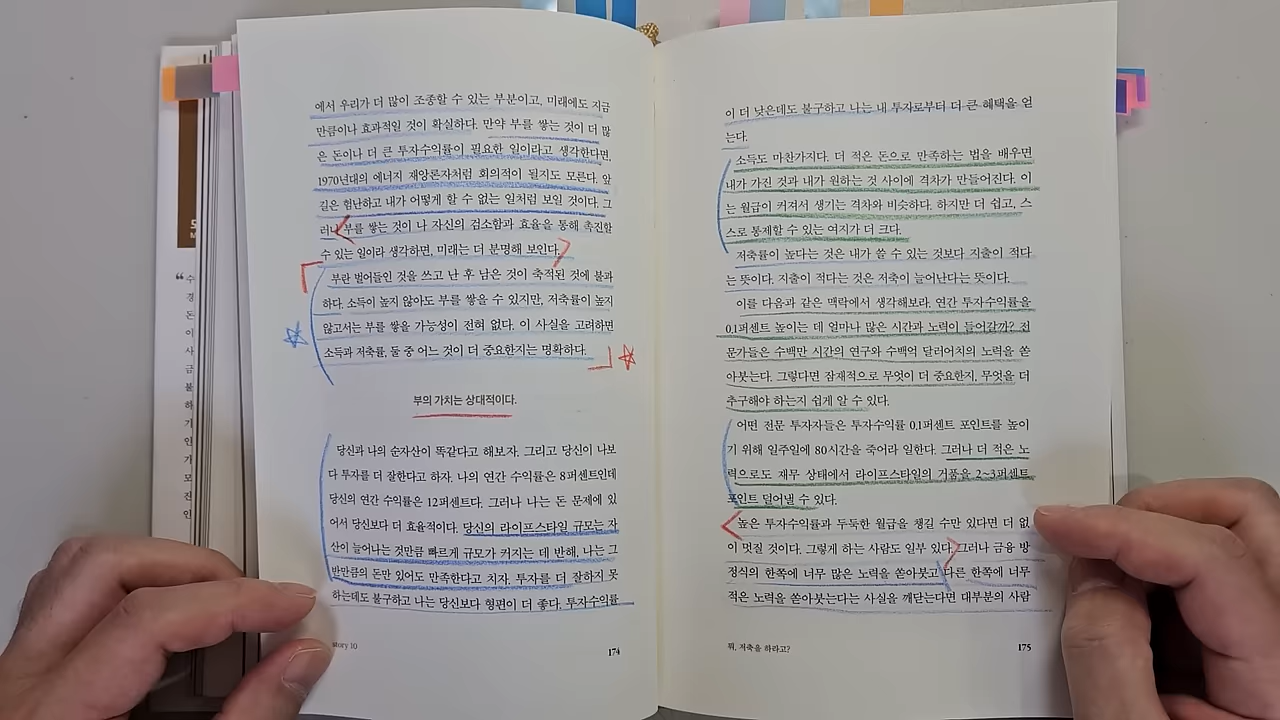 에서 우리가 더 많이 조종할 수 있는 부분이고, 미래에도 지금
만큼이나 효과적일 것이 확실하다. 만약 부를 쌓는 것이 더 많
은 돈이나 더 큰 투자수익률이 필요한 일이라고 생각한다면,
1970년대의 에너지 재앙론자처럼 회의적이 될지도 모른다. 앞
길은 험난하고 내가 어떻게 할 수 없는 일처럼 보일 것이다. 그
러나 부를 쌓는 것이 나 자신의 검소함과 효율을 통해 촉진할
수 있는 일이라 생각하면, 미래는 더 분명해 보인다.
부란 벌어들인 것을 쓰고 난 후 남은 것이 축적된 것에 불과
하다. 소득이 높지 않아도 부를 쌓을 수 있지만, 저축률이 높지
않고서는 부를 쌓을 가능성이 전혀 없다. 이 사실을 고려하면
소득과 저축률, 둘 중 어느 것이 더 중요한지는 명확하다.
부의 가치는 상대적이다.
당신과 나의 순자산이 똑같다고 해보자. 그리고 당신이 나보
다 투자를 더 잘한다고 하자. 나의 연간 수익률은 8퍼센트인데
당신의 연간 수익률은 12퍼센트다. 그러나 나는 돈 문제에 있
어서 당신보다 더 효율적이다. 당신의 라이프스타일 규모는 자
산이 늘어나는 것만큼 빠르게 규모가 커지는 데 반해, 나는 그
반만큼의 돈만 있어도 만족한다고 치자. 투자를 더 잘하지 못
하는데도 불구하고 나는 당신보다 형편이 더 좋다. 투자수익률
story 10
174
이 더 낮은데도 불구하고 나는 내 투자로부터 더 큰 혜택을 얻
는다.
소득도 마찬가지다. 더 적은 돈으로 만족하는 법을 배우면
내가 가진 것과 내가 원하는 것 사이에 격차가 만들어진다. 이
는 월급이 커져서 생기는 격차와 비슷하다. 하지만 더 쉽고, 스
스로 통제할 수 있는 여지가 더 크다.
저축률이 높다는 것은 내가 쓸 수 있는 것보다 지출이 적다
는 뜻이다. 지출이 적다는 것은 저축이 늘어난다는 뜻이다.
이를 다음과 같은 맥락에서 생각해보라. 연간 투자수익률을
0.1퍼센트 높이는 데 얼마나 많은 시간과 노력이 들어갈까? 전
문가들은 수백만 시간의 연구와 수백억 달러어치의 노력을 쏟
아붓는다. 그렇다면 잠재적으로 무엇이 더 중요한지, 무엇을 더
추구해야 하는지 쉽게 알 수 있다.
어떤 전문 투자자들은 투자수익률 0.1퍼센트 포인트를 높이
기 위해 일주일에 80시간을 죽어라 일한다. 그러나 더 적은 노
력으로도 재무 상태에서 라이프스타일의 거품을 2~3퍼센트
포인트 덜어낼 수 있다.
높은 투자수익률과 두둑한 월급을 챙길 수만 있다면 더 없
이 멋질 것이다. 그렇게 하는 사람도 일부 있다. 그러나 금융 방
정식의 한쪽에 너무 많은 노력을 쏟아붓고 다른 한쪽에 너무
적은 노력을 쏟아붓는다는 사실을 깨닫는다면 대부분의 사람
뭐, 저축을 하라고?
175